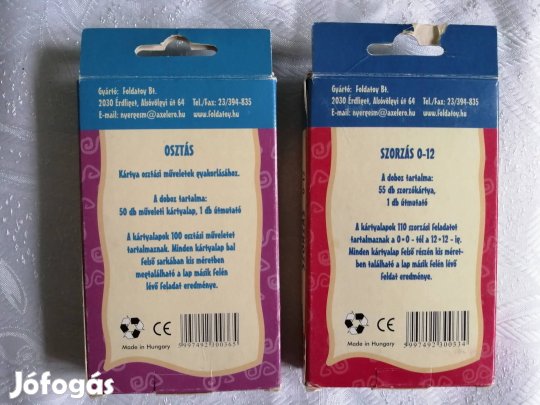 Gyártó: Foldatoy Bt.
2030 Érdliget, Alsóvölgyi út 64 Tel./Fax: 23/394-835
E-mail: nyergesm@axelero.hu www.foldatoy.hu
OSZTÁS
Kártya osztási műveletek gyakorlásához.
A doboz tartalma:
50 db műveleti kártyalap, 1 db útmutató
A kártyalapok 100 osztási műveletet
tartalmaznak. Minden kártyalap bal
felső sarkában kis méretben
megtalálható a lap másik felén
lévő feladat eredménye.
CE
Made in Hungary
5997492300365
Gyártó: Foldatoy Bt.
2030 Érdliget, Alsóvölgyi út 64 Tel./Fax: 23/394-835
E-mail: nyergesm@axelero.hu www.foldatoy.hu
SZORZÁS 0-12
A doboz tartalma:
55 db szorzókártya,
1 db útmutató
A kártyalapok 110 szorzási feladatot
tartalmaznak a 0·0 - tól a 12·12 - ig.
Minden kártyalap felső részén kis méret-
ben található a lap másik felén lévő
feldat eredménye.
CE
Made in Hungary
5997492300334
Jófogás